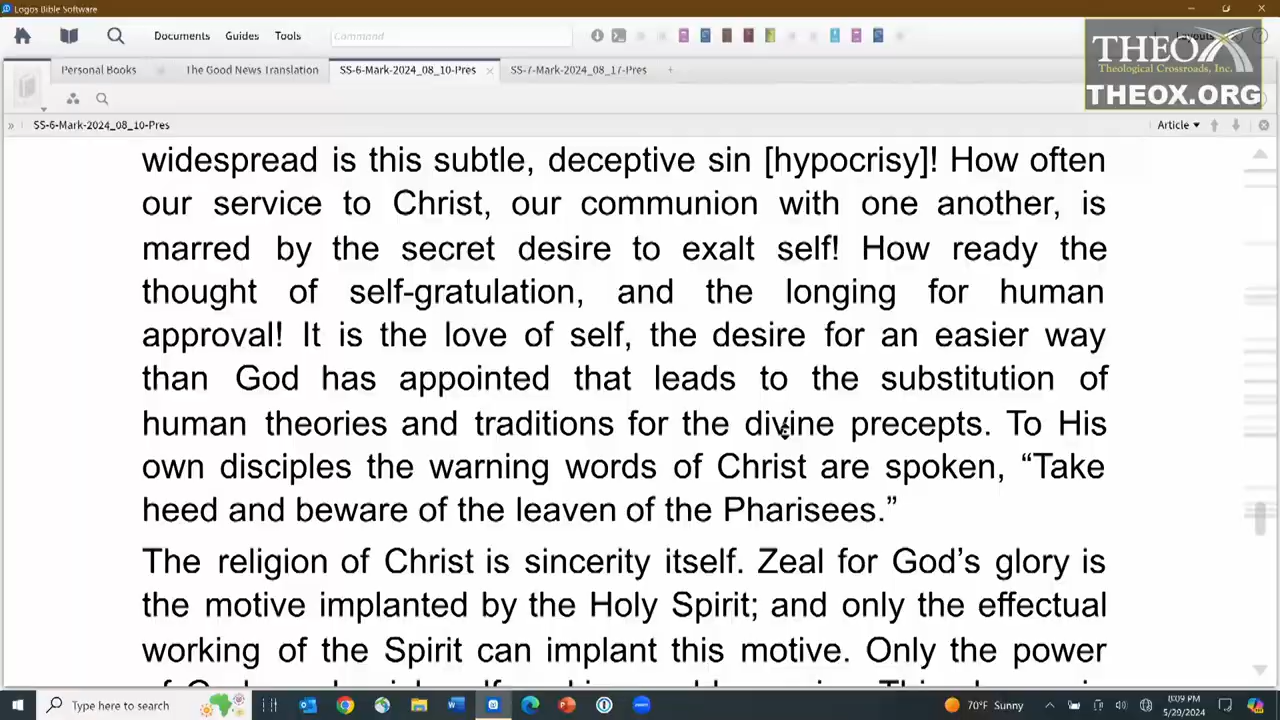 Logos Bible Software
Documents Guides Tools Command Layouts
THEOX
Theological Crossroads, Inc.
THEOX.ORG
Personal Books The Good News Translation SS-6-Mark-2024_08_10-Pres SS-7-Mark-2024_08_17-Pres
SS-6-Mark-2024_08_10-Pres Article
widespread is this subtle, deceptive sin [hypocrisy]! How often
our service to Christ, our communion with one another, is
marred by the secret desire to exalt self! How ready the
thought of self-gratulation, and the longing for human
approval! It is the love of self, the desire for an easier way
than God has appointed that leads to the substitution of
human theories and traditions for the divine precepts. To His
own disciples the warning words of Christ are spoken, “Take
heed and beware of the leaven of the Pharisees.”
The religion of Christ is sincerity itself. Zeal for God’s glory is
the motive implanted by the Holy Spirit; and only the effectual
working of the Spirit can implant this motive. Only the power
Type here to search 70°F Sunny 8:09 PM
5/29/2024